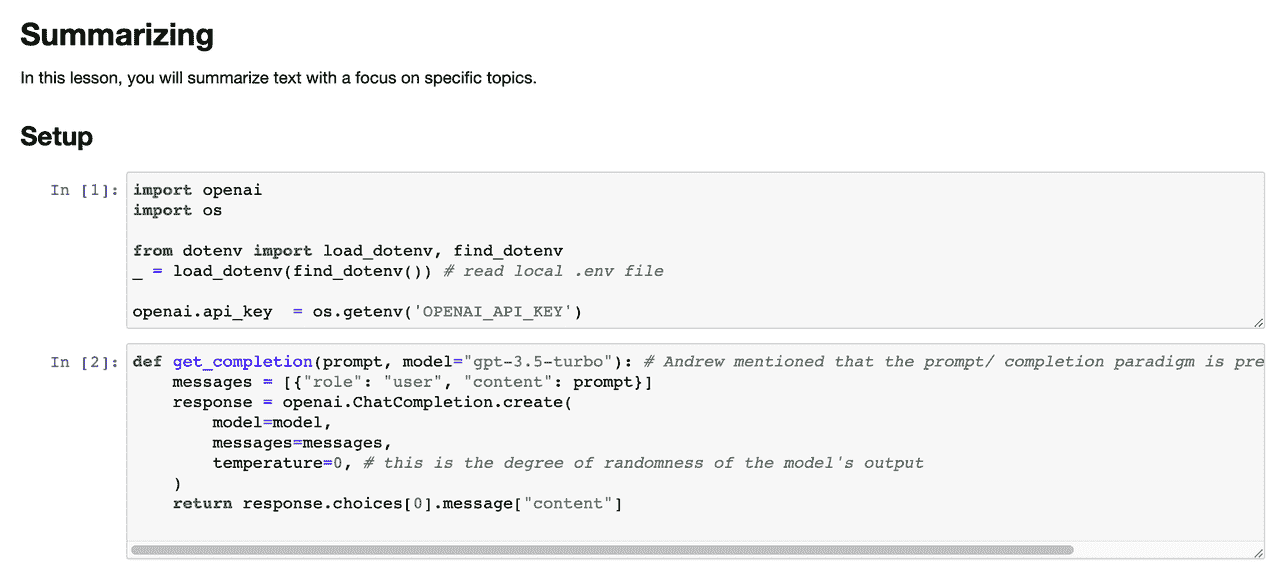 Summarizing
In this lesson, you will summarize text with a focus on specific topics.
Setup
In [1]:
import openai
import os
from dotenv import load_dotenv, find_dotenv
_ = load_dotenv(find_dotenv()) # read local .env file
openai.api_key  = os.getenv('OPENAI_API_KEY')
In [2]:
def get_completion(prompt, model="gpt-3.5-turbo"): # Andrew mentioned that the prompt/ completion paradigm is pre
    messages = [{"role": "user", "content": prompt}]
    response = openai.ChatCompletion.create(
        model=model,
        messages=messages,
        temperature=0, # this is the degree of randomness of the model's output
    )
    return response.choices[0].message["content"]